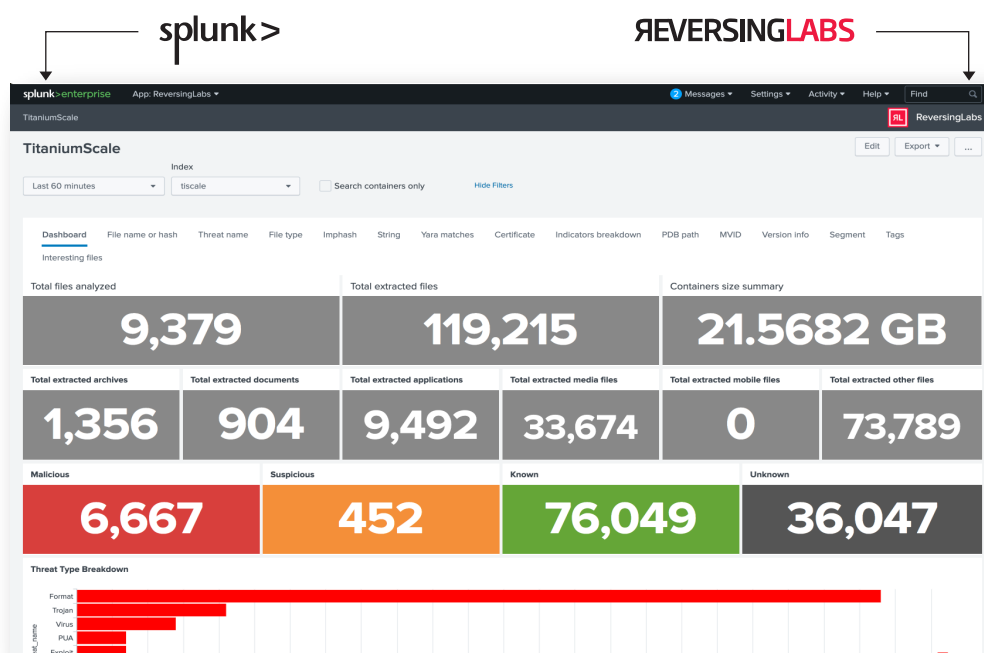 splunk>
REVERSINGLABS
splunk>enterprise App: ReversingLabs 2 Messages Settings Activity Help Find
TitaniumScale RL ReversingLabs
TitaniumScale Edit Export ...
Index
Last 60 minutes tiscale Search containers only Hide Filters
Dashboard File name or hash Threat name File type Imphash String Yara matches Certificate Indicators breakdown PDB path MVID Version info Segment Tags
Interesting files
Total files analyzed Total extracted files Containers size summary
9,379 119,215 21.5682 GB
Total extracted archives Total extracted documents Total extracted applications Total extracted media files Total extracted mobile files Total extracted other files
1,356 904 9,492 33,674 0 73,789
Malicious Suspicious Known Unknown
6,667 452 76,049 36,047
Threat Type Breakdown
Format
Trojan
Virus
PUA
Exploit